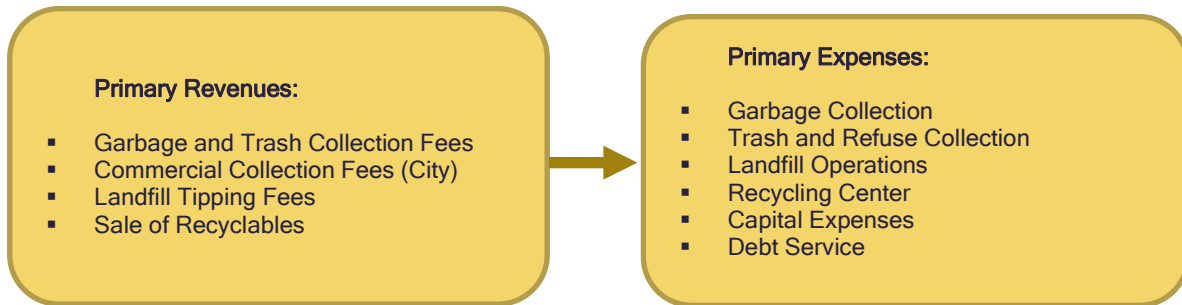 Primary Revenues:
▪ Garbage and Trash Collection Fees
▪ Commercial Collection Fees (City)
▪ Landfill Tipping Fees
▪ Sale of Recyclables
Primary Expenses:
▪ Garbage Collection
▪ Trash and Refuse Collection
▪ Landfill Operations
▪ Recycling Center
▪ Capital Expenses
▪ Debt Service